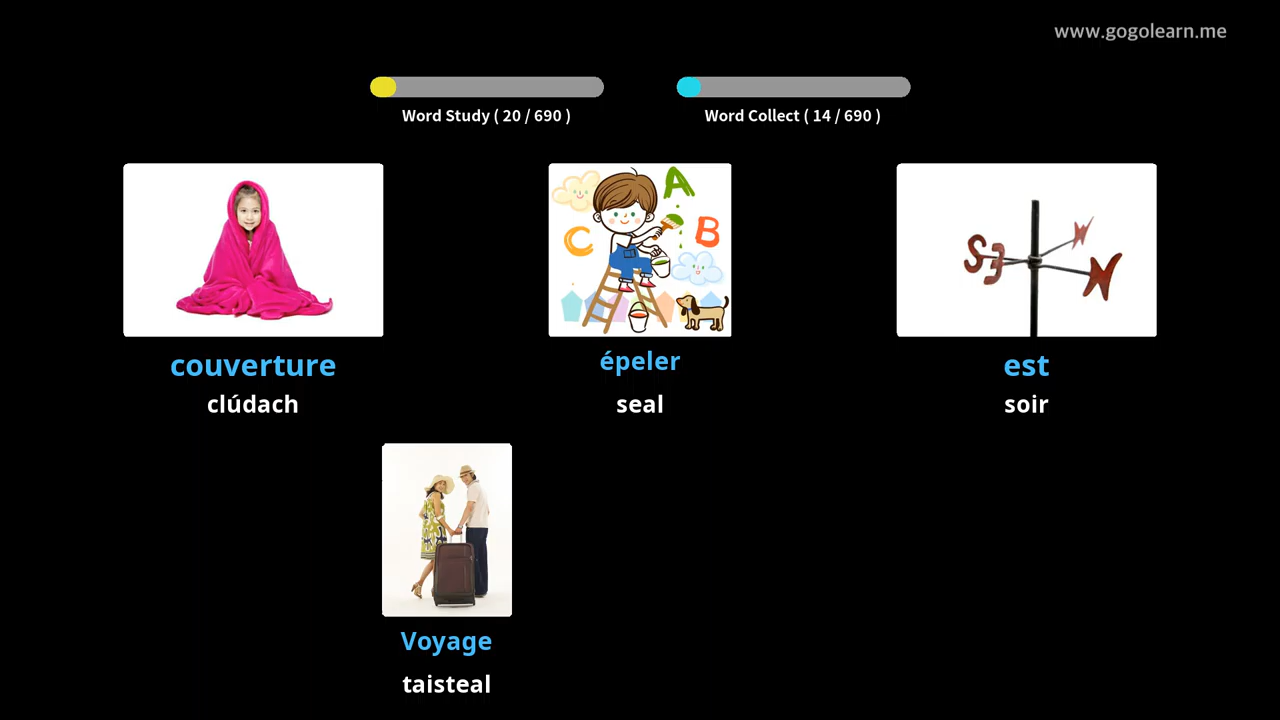 www.gogolearn.me
Word Study ( 20 / 690 )
Word Collect ( 14 / 690 )
A
B
C
S
E
N
W
couverture
clúdach
épeler
seal
est
soir
Voyage
taisteal